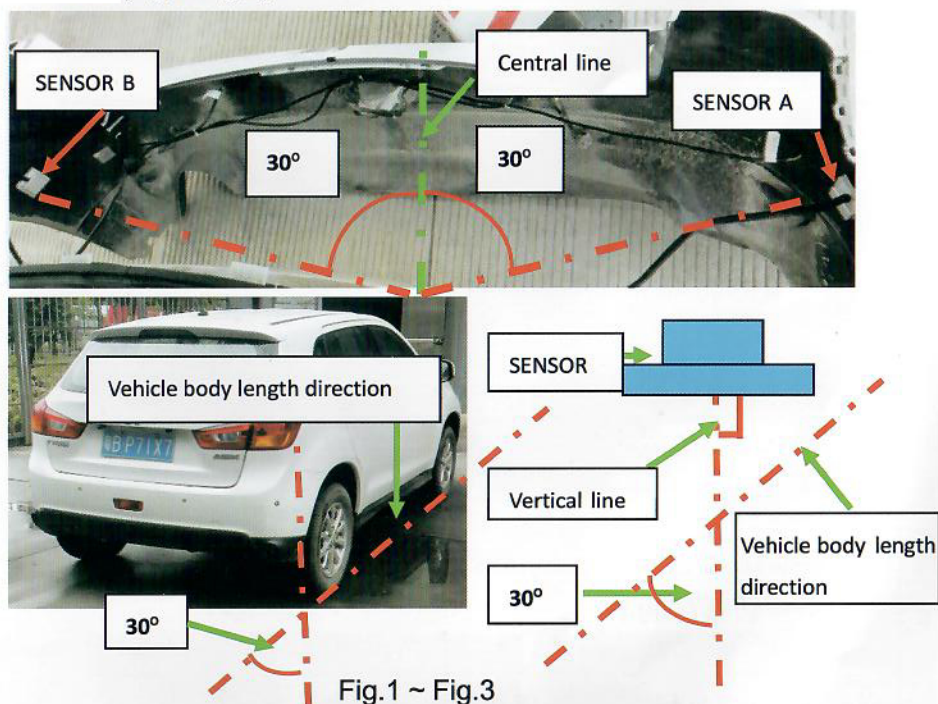 SENSOR B
Central line
SENSOR A
30°
30°
Vehicle body length direction
BP71X7
30°
SENSOR
Vertical line
Vehicle body length
direction
30°
Fig.1 ~ Fig.3